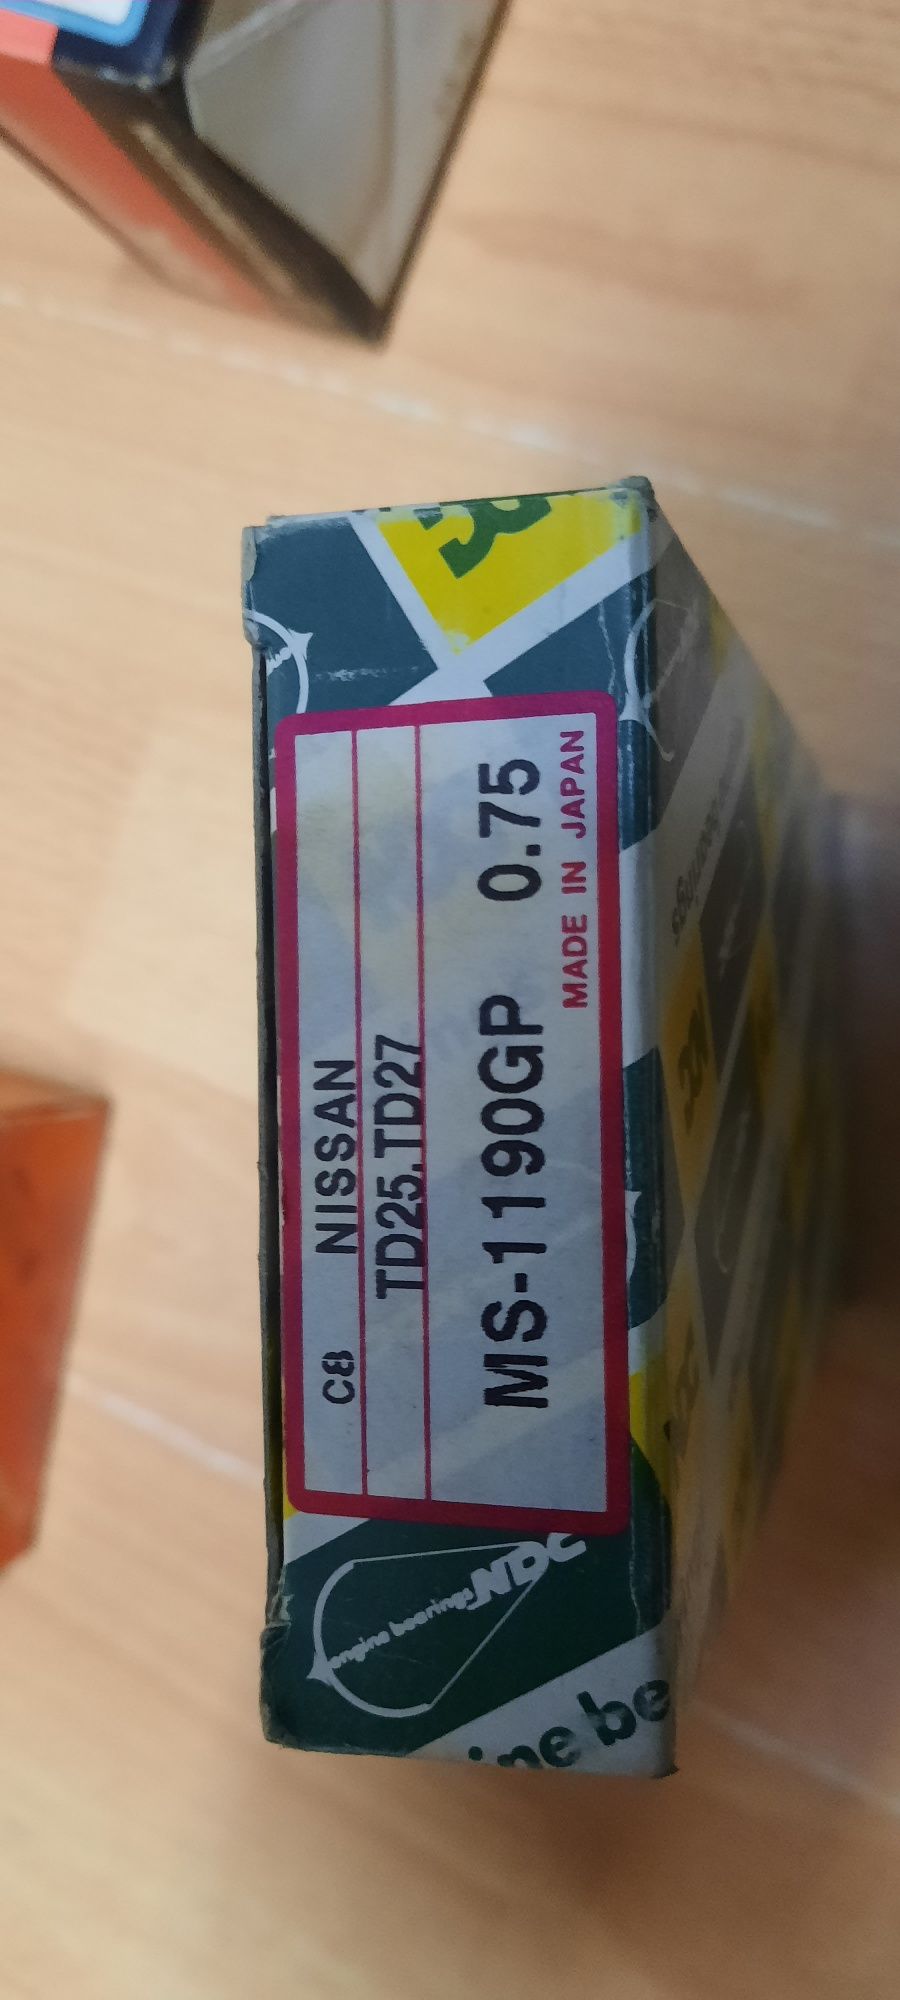 CB NISSAN
TD25.TD27
MS-1190GP 0.75
MADE IN JAPAN
engine bearings NDC
ine be